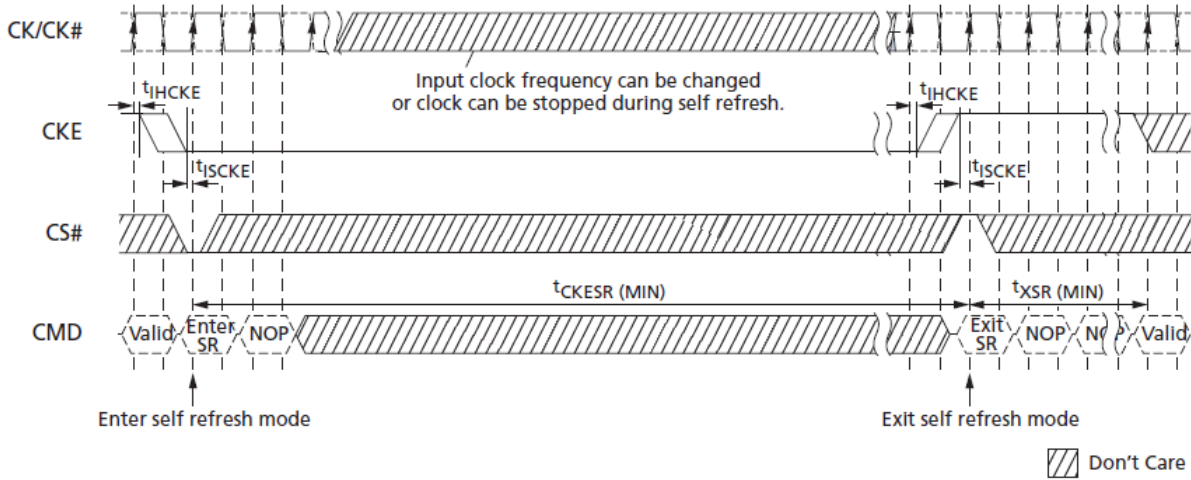 CK/CK#
Input clock frequency can be changed
or clock can be stopped during self refresh.
tIHCKE
tIHCKE
CKE
tISCKE
tISCKE
CS#
tCKESR (MIN)
tXSR (MIN)
CMD
Valid
Enter
SR
NOP
Exit
SR
NOP
NOP
Valid
Enter self refresh mode
Exit self refresh mode
Don't Care